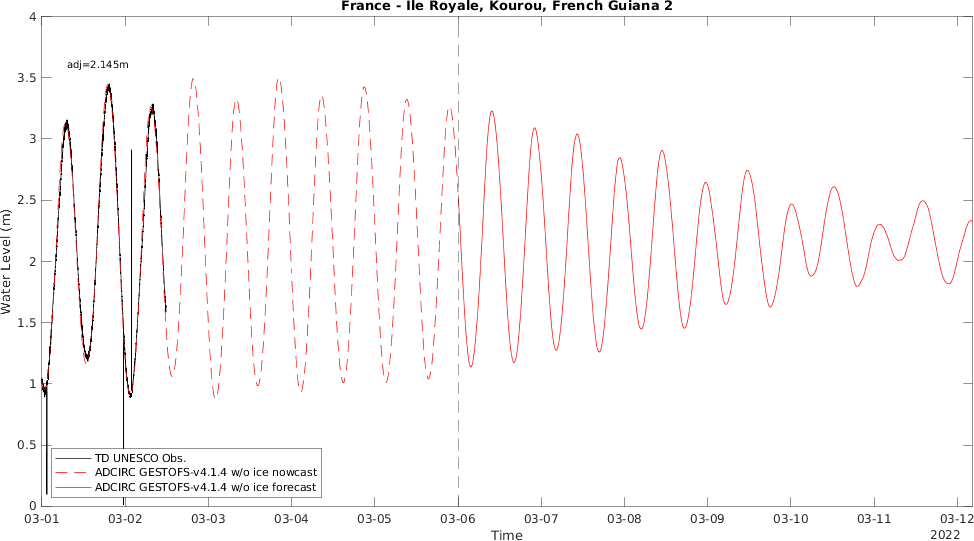 France - Ile Royale, Kourou, French Guiana 2
4
adj=2.145m
3.5
3
2.5
2
1.5
1
0.5
0
Water Level (m)
TD UNESCO Obs.
ADCIRC GESTOFS-v4.1.4 w/o ice nowcast
ADCIRC GESTOFS-v4.1.4 w/o ice forecast
03-01 03-02 03-03 03-04 03-05 03-06 03-07 03-08 03-09 03-10 03-11 03-12
Time
2022